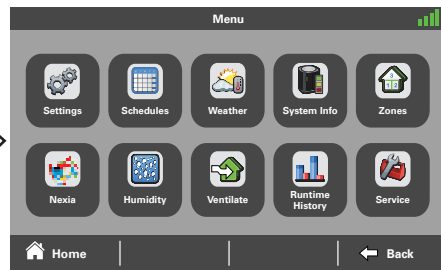 Menu
Settings
Schedules
Weather
System Info
Zones
Nexia
Humidity
Ventilate
Runtime
History
Service
Home
Back